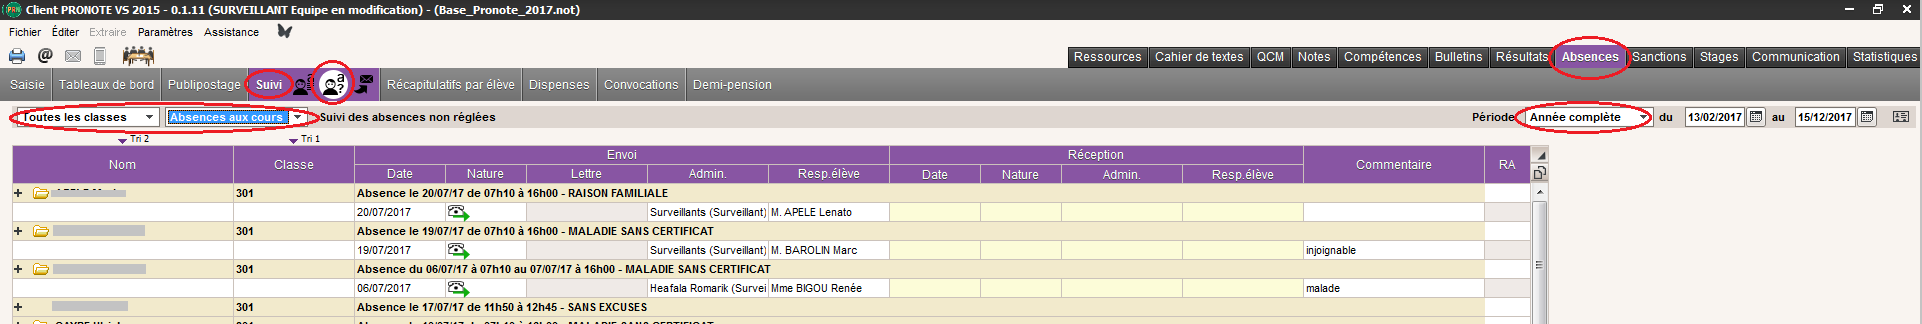 Client PRONOTE VS 2015 - 0.1.11 (SURVEILLANT Equipe en modification) - (Base_Pronote_2017.not)
Fichier Éditer Extraire Paramètres Assistance
Ressources Cahier de textes QCM Notes Compétences Bulletins Résultats Absences Sanctions Stages Communication Statistiques
Saisie Tableaux de bord Publipostage Suivi Récapitulatifs par élève Dispenses Convocations Demi-pension
Toutes les classes Absences aux cours Suivi des absences non réglées Période Année complète du 13/02/2017 au 15/12/2017
Tri 2 Tri 1
Nom Classe Envoi Réception Commentaire RA
Date Nature Lettre Admin. Resp.élève Date Nature Admin. Resp.élève
301 Absence le 20/07/17 de 07h10 à 16h00 - RAISON FAMILIALE
20/07/2017 Surveillants (Surveillant) M. APELE Lenato
301 Absence le 19/07/17 de 07h10 à 16h00 - MALADIE SANS CERTIFICAT
19/07/2017 Surveillants (Surveillant) M. BAROLIN Marc injoignable
301 Absence du 06/07/17 à 07h10 au 07/07/17 à 16h00 - MALADIE SANS CERTIFICAT
06/07/2017 Heafala Romarik (Survei Mme BIGOU Renée malade
301 Absence le 17/07/17 de 11h50 à 12h45 - SANS EXCUSES